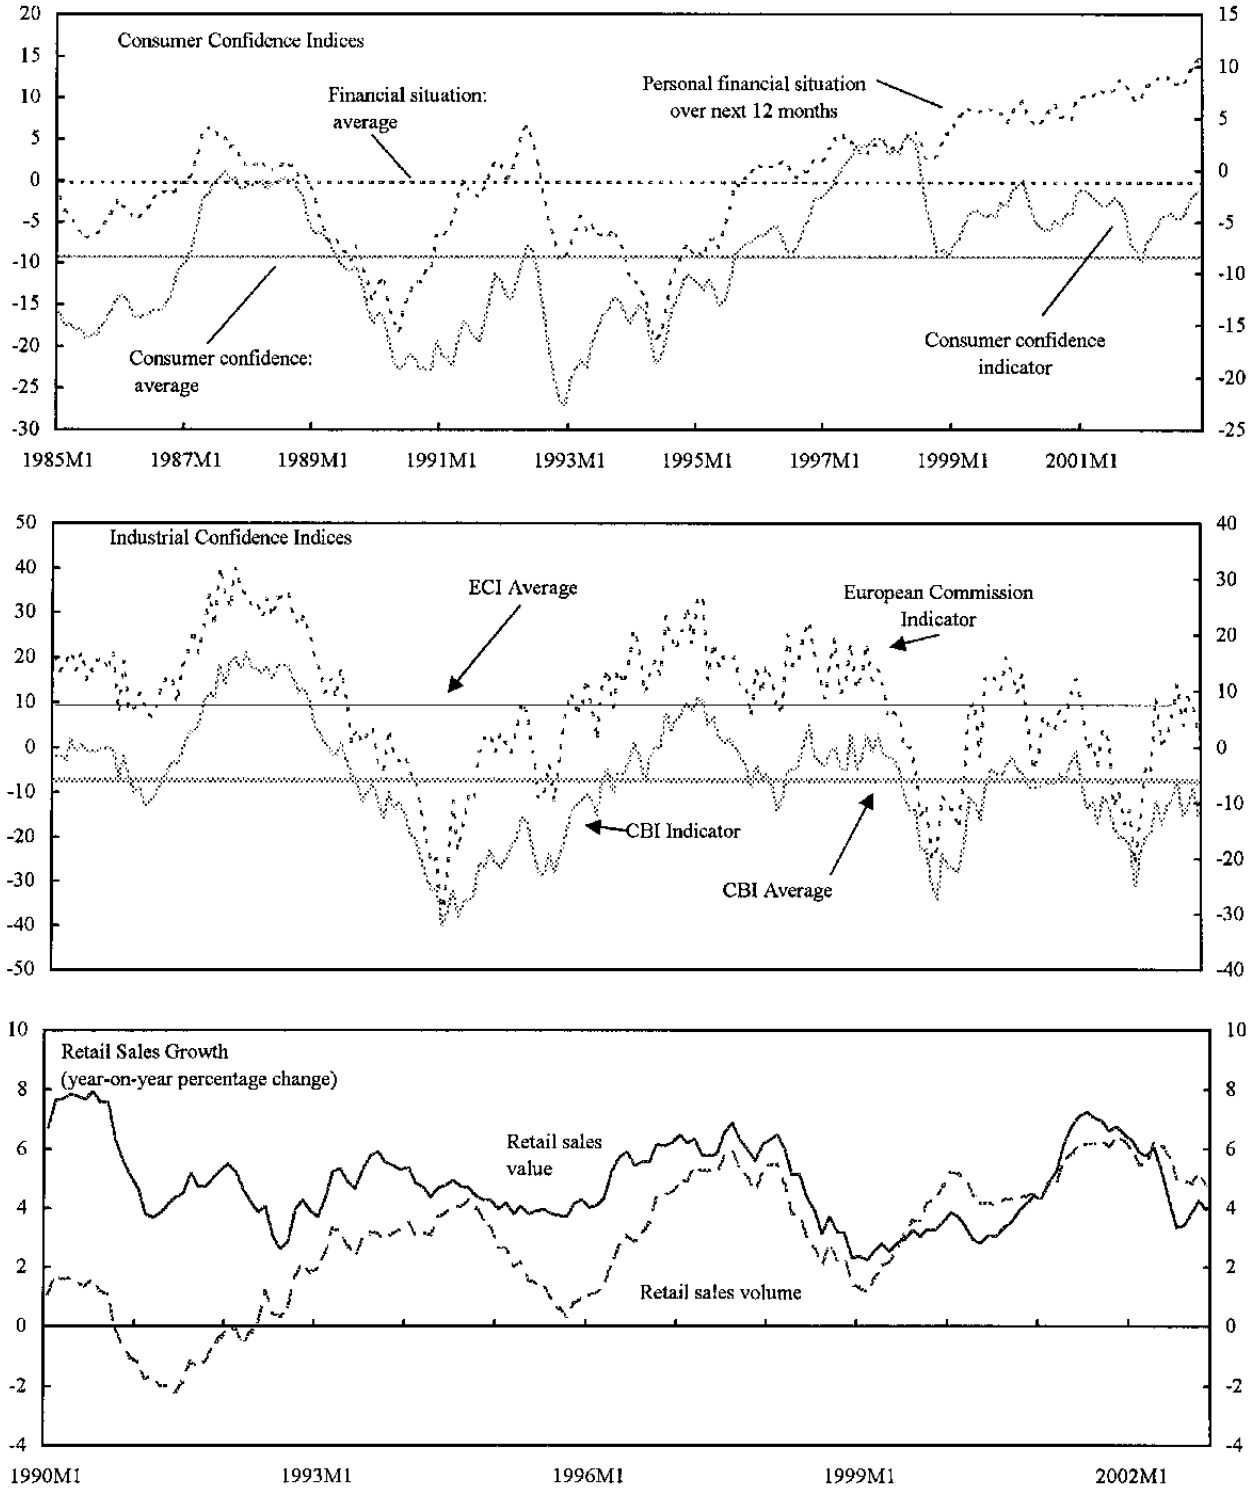 20
15
15
Consumer Confidence Indices
15
10
Personal financial situation
over next 12 months
Financial situation:
average
10
5
5
0
0
-5
-5
-10
-10
-15
-15
Consumer confidence:
average
Consumer confidence
indicator
-20
-20
-25
-30
-25
1985M1 1987M1 1989M1 1991M1 1993M1 1995M1 1997M1 1999M1 2001M1
50
40
Industrial Confidence Indices
40
30
ECI Average
European Commission
Indicator
30
20
20
10
10
0
0
-10
-10
-20
CBI Indicator
-20
-30
CBI Average
-40
-30
-50
-40
10
10
Retail Sales Growth
(year-on-year percentage change)
8
8
Retail sales
value
6
6
4
4
2
2
Retail sales volume
0
0
-2
-2
-4
-4
1990M1 1993M1 1996M1 1999M1 2002M1